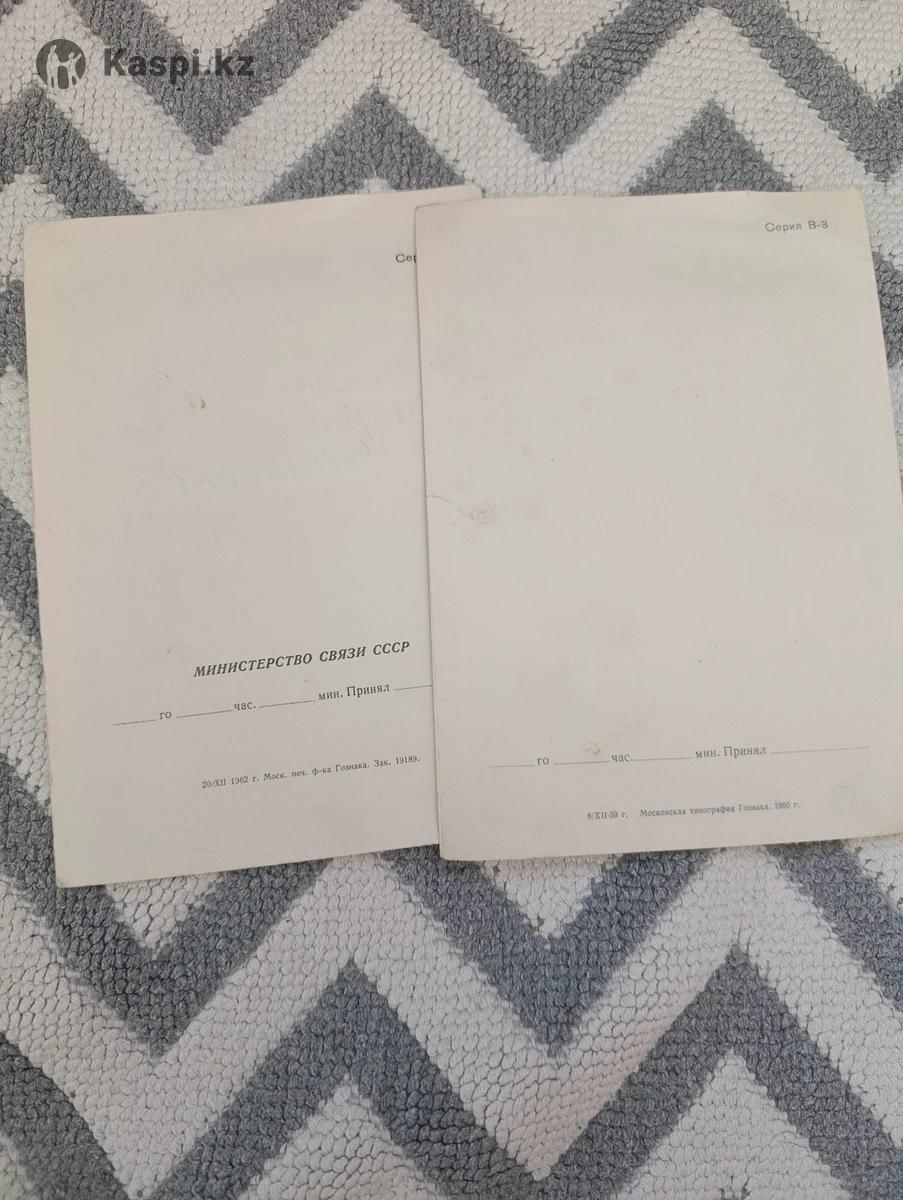 Kaspi.kz
Сер
МИНИСТЕРСТВО СВЯЗИ СССР
го час. мин. Принял
20/XII 1962 г. Моск. печ. ф-ка Гознака. Зак. 19189.
Серия В-3
го час. мин. Принял
8/XII-59 г. Московская типография Гознака. 1960 г.